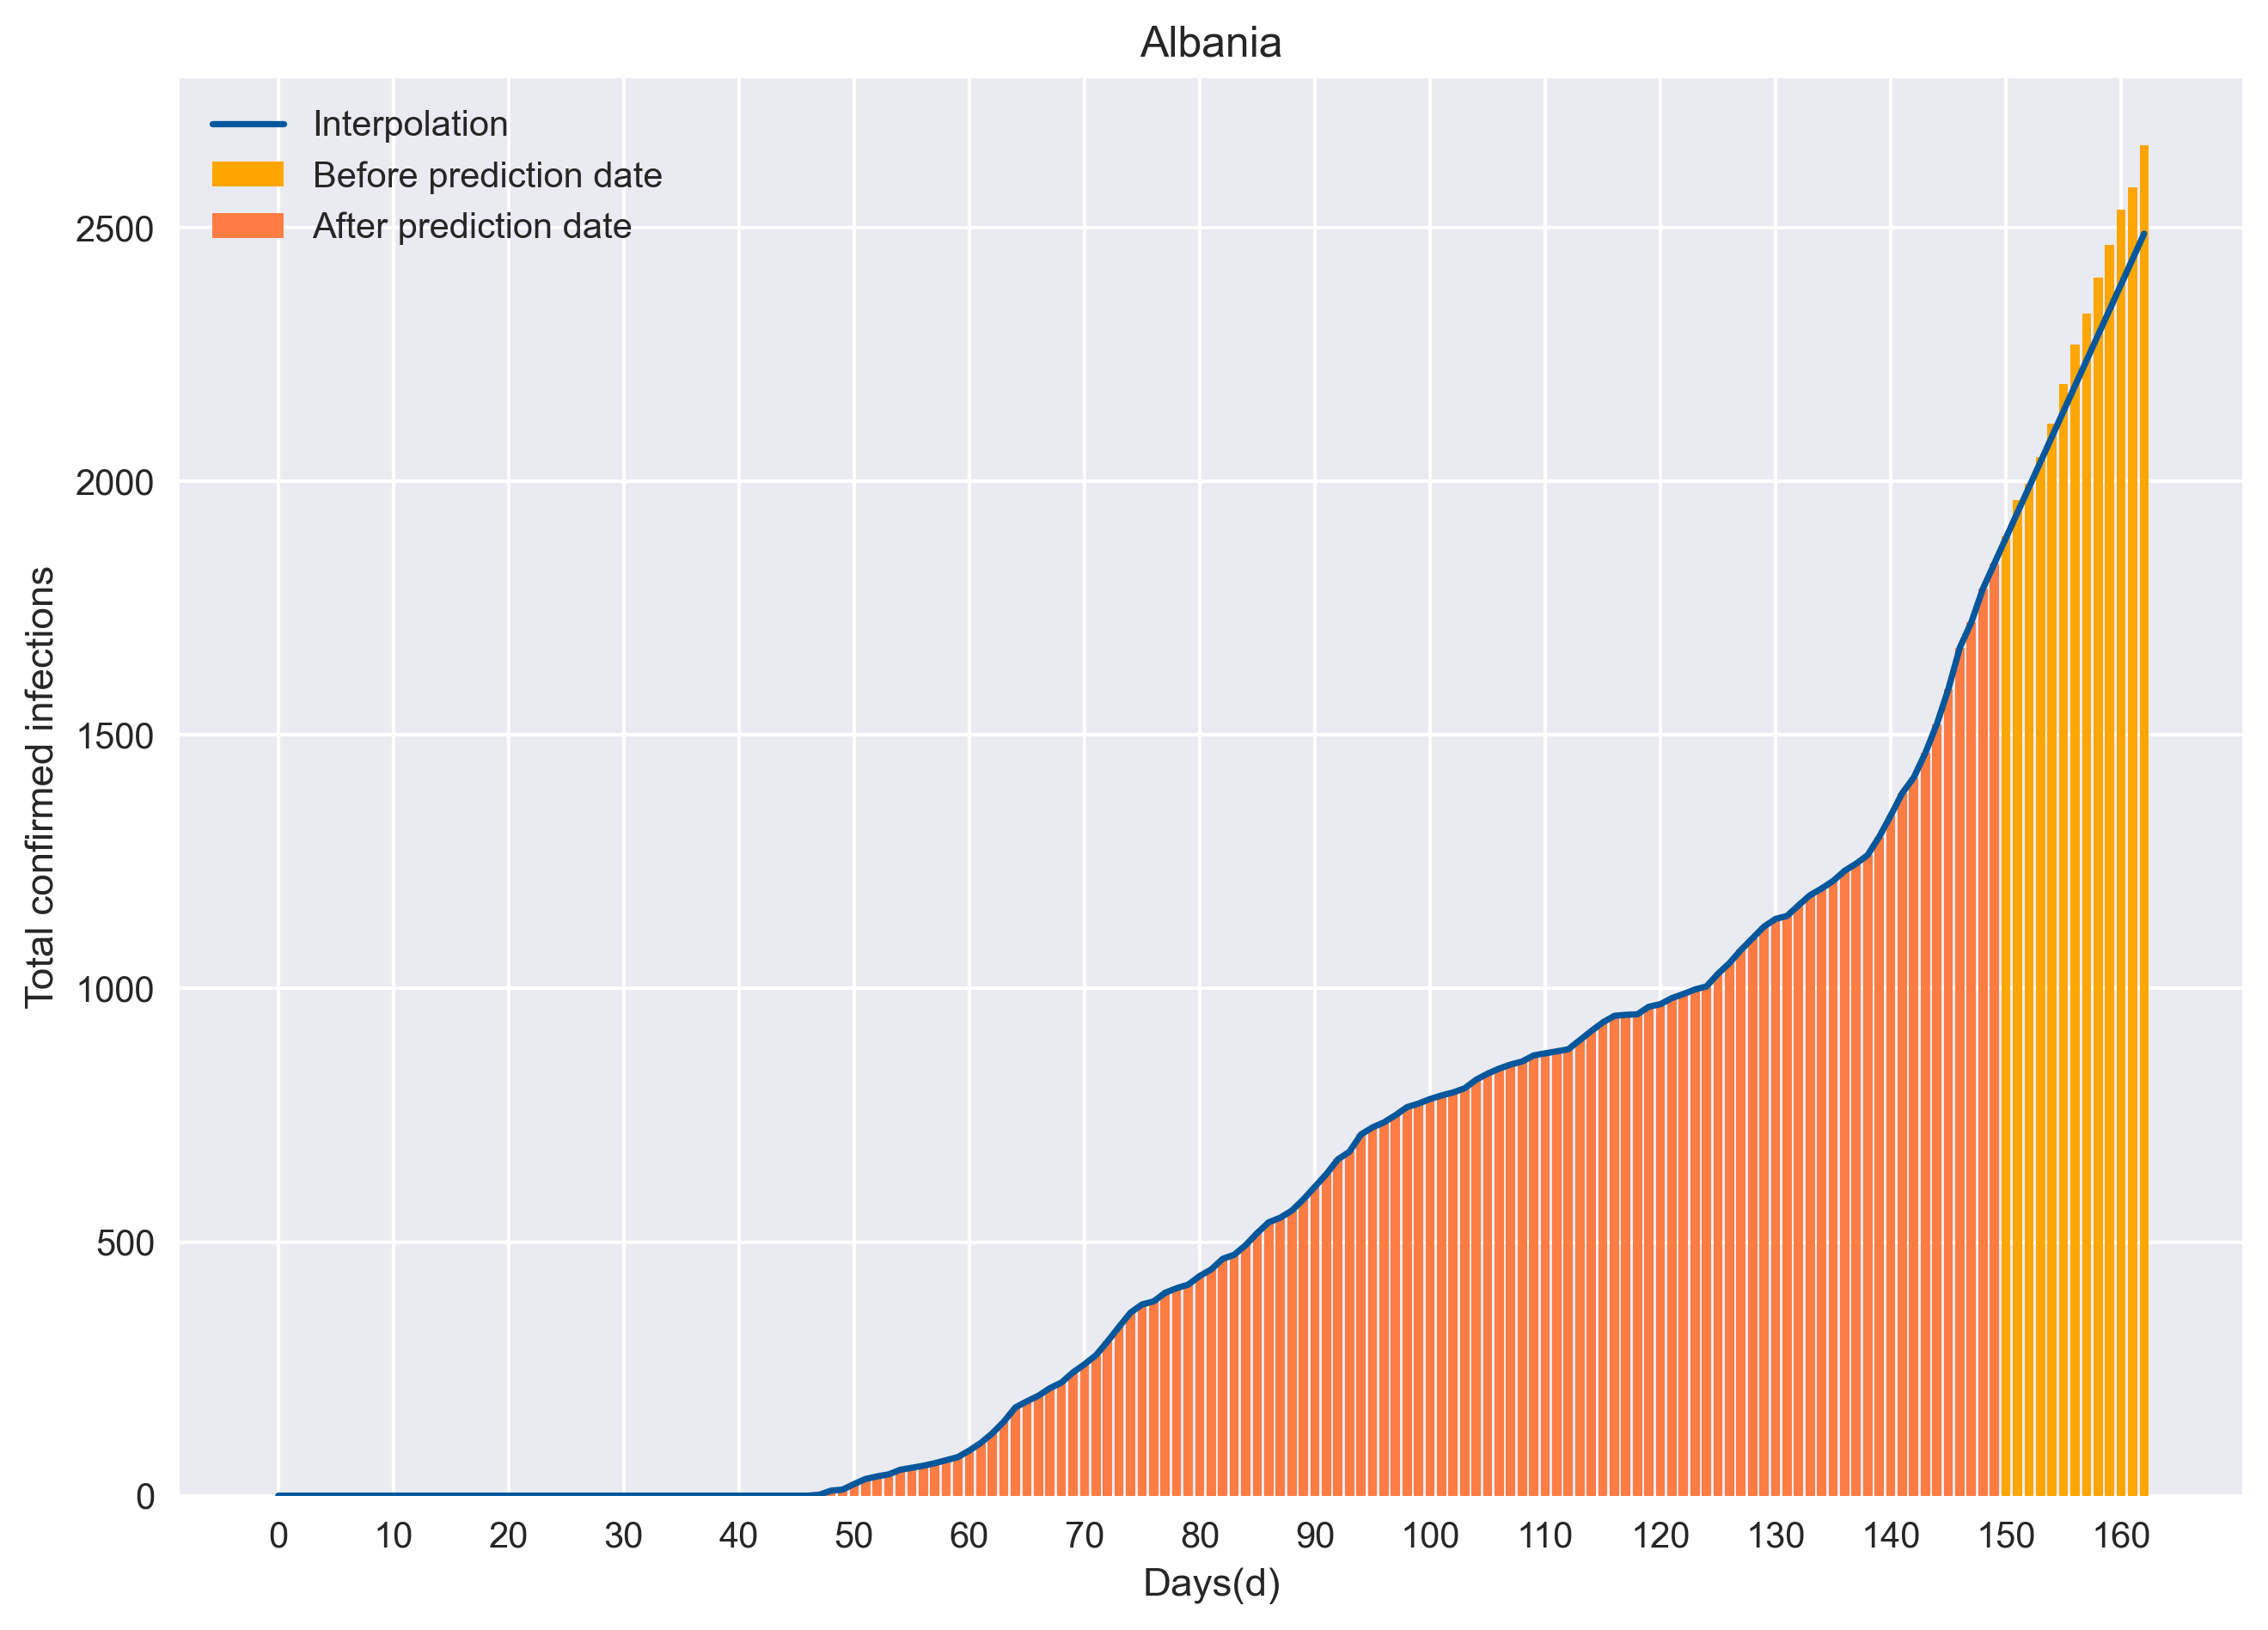 Albania
Interpolation
Before prediction date
After prediction date
Total confirmed infections
2500
2000
1500
1000
500
0
0 10 20 30 40 50 60 70 80 90 100 110 120 130 140 150 160
Days(d)